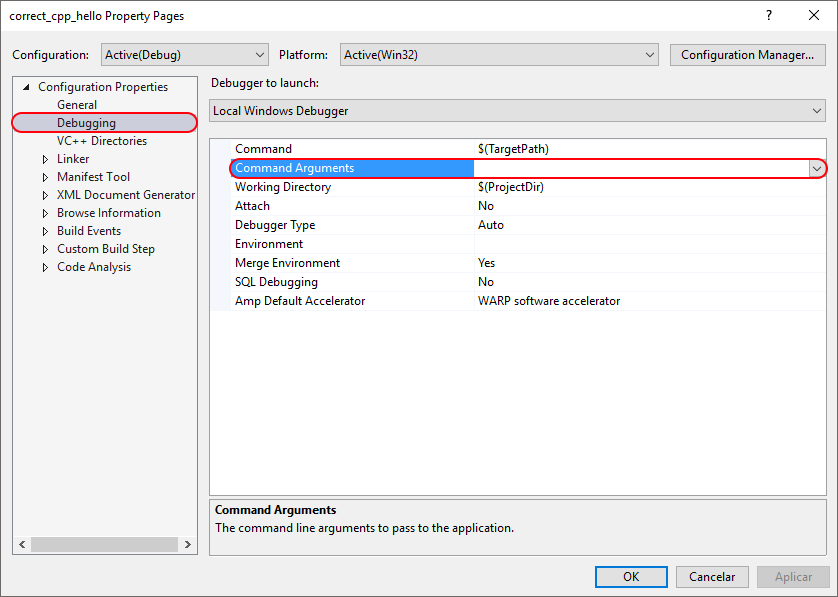 correct_cpp_hello Property Pages
?
Configuration: Active(Debug) Platform: Active(Win32) Configuration Manager...
Configuration Properties
General
Debugging
VC++ Directories
Linker
Manifest Tool
XML Document Generator
Browse Information
Build Events
Custom Build Step
Code Analysis
Debugger to launch:
Local Windows Debugger
Command $(TargetPath)
Command Arguments
Working Directory $(ProjectDir)
Attach No
Debugger Type Auto
Environment
Merge Environment Yes
SQL Debugging No
Amp Default Accelerator WARP software accelerator
Command Arguments
The command line arguments to pass to the application.
OK Cancelar Aplicar